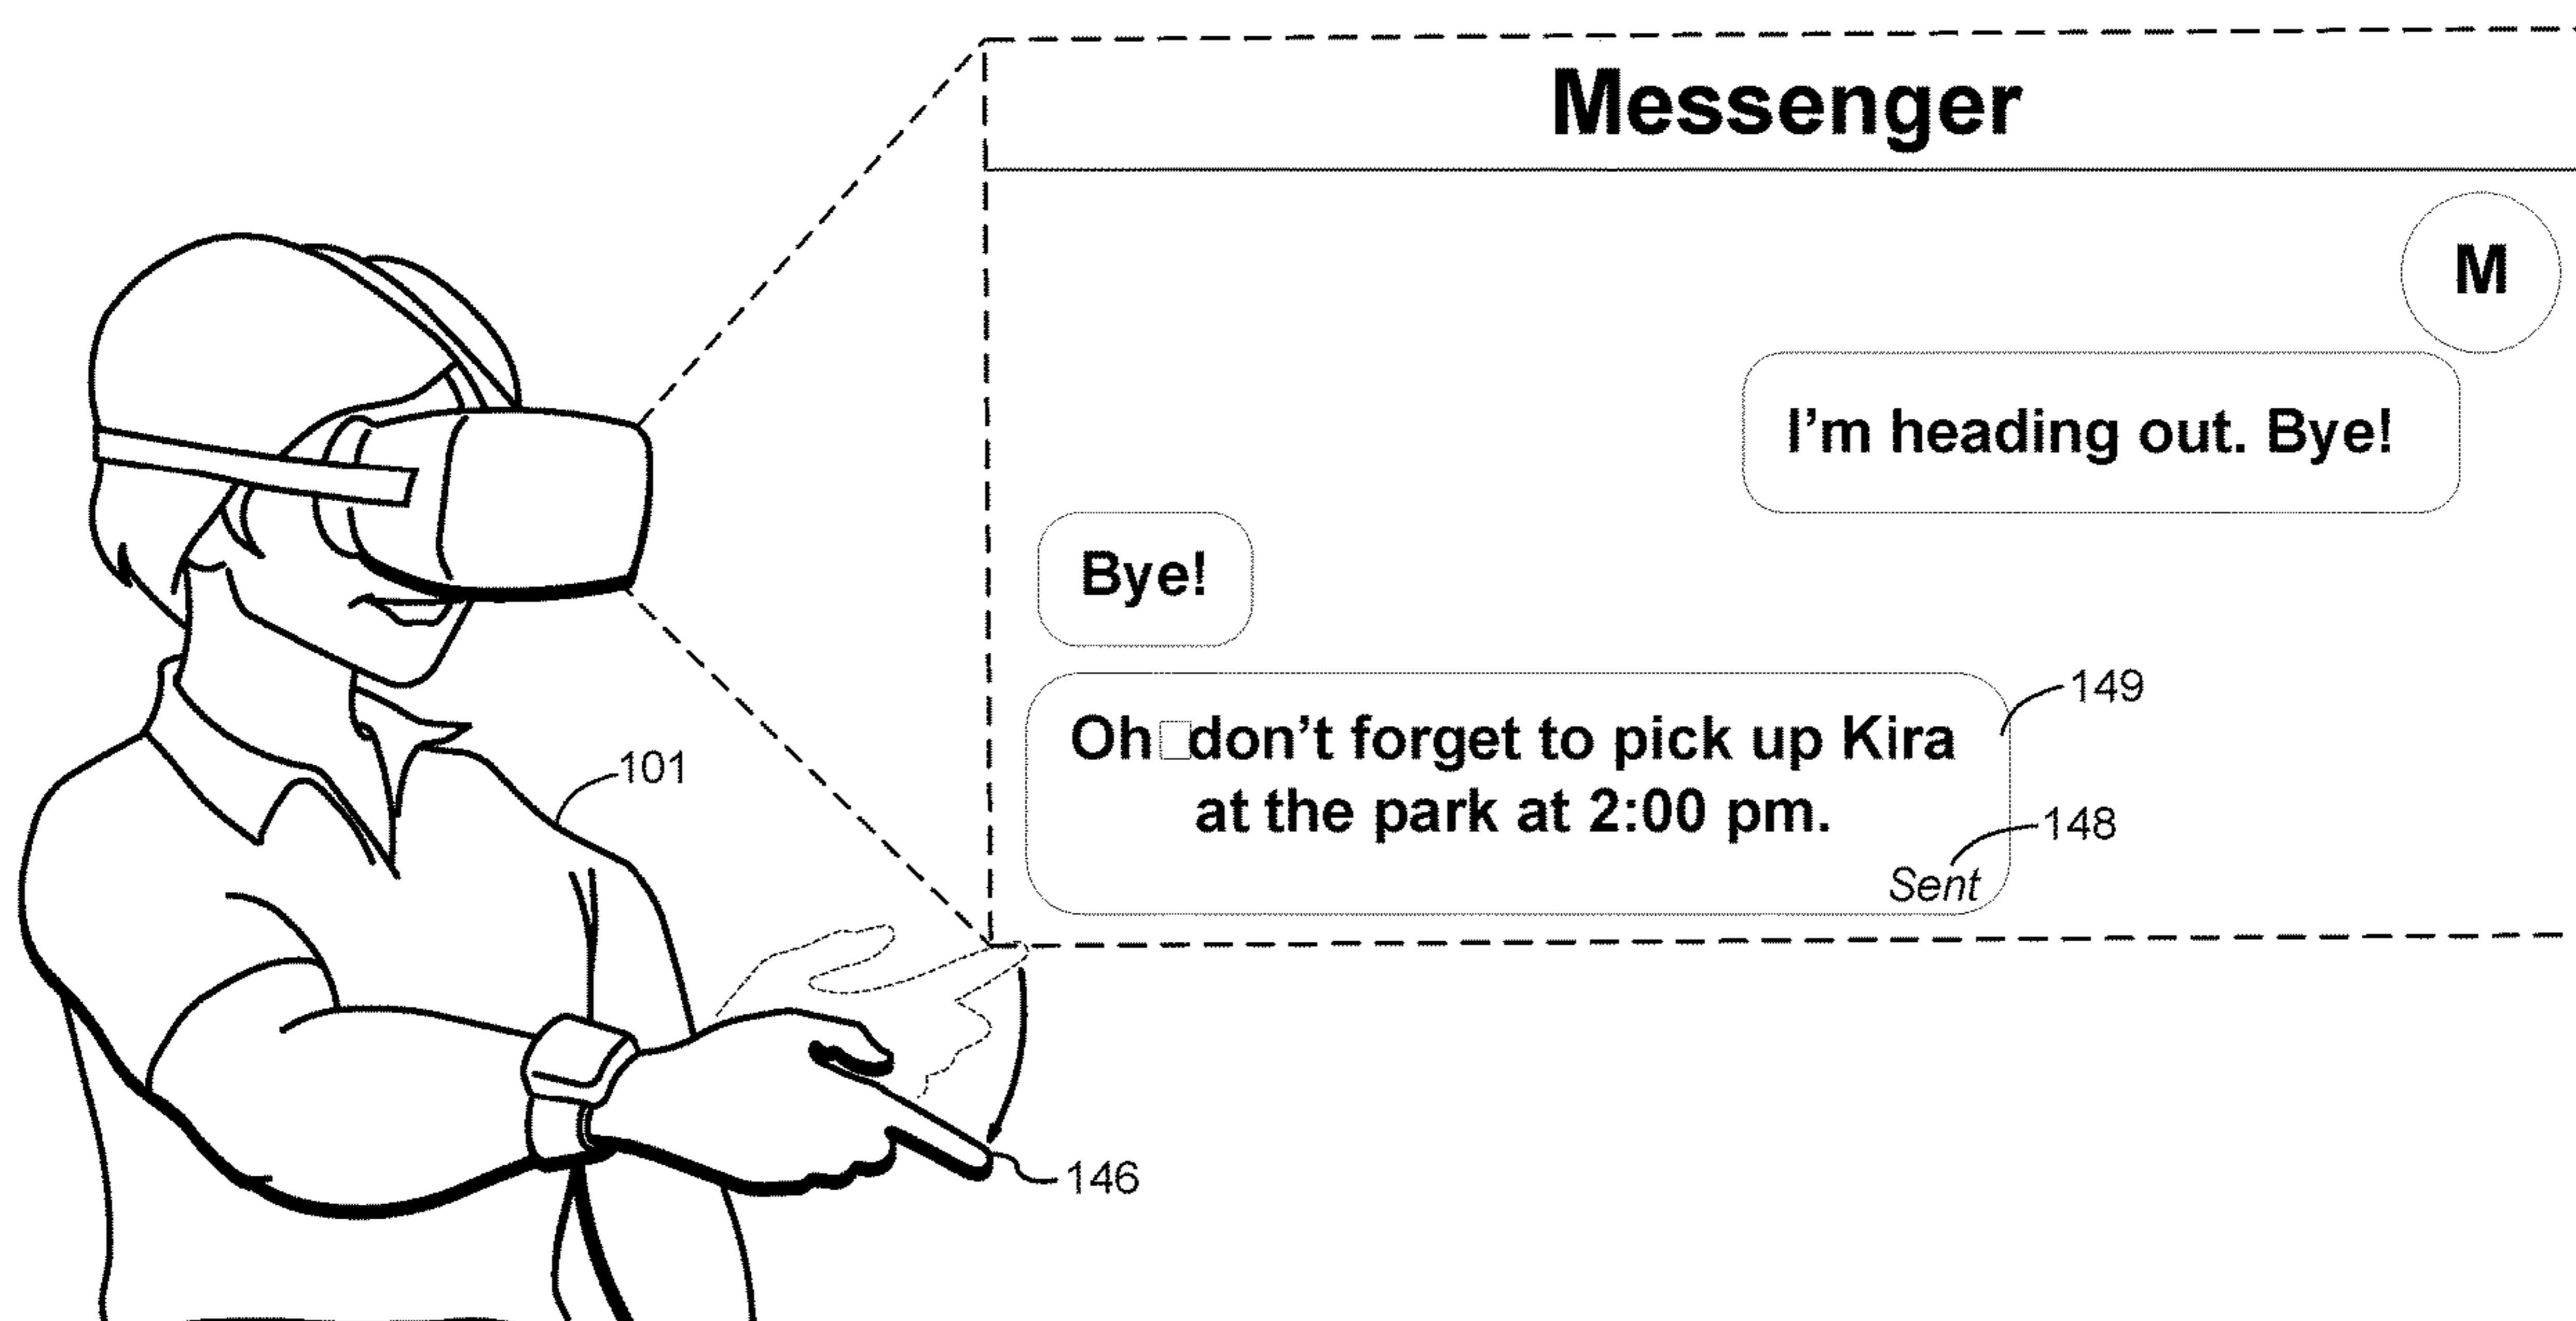 Messenger
M
I'm heading out. Bye!
Bye!
149
Oh□don't forget to pick up Kira
101
at the park at 2:00 pm.
148
Sent
146